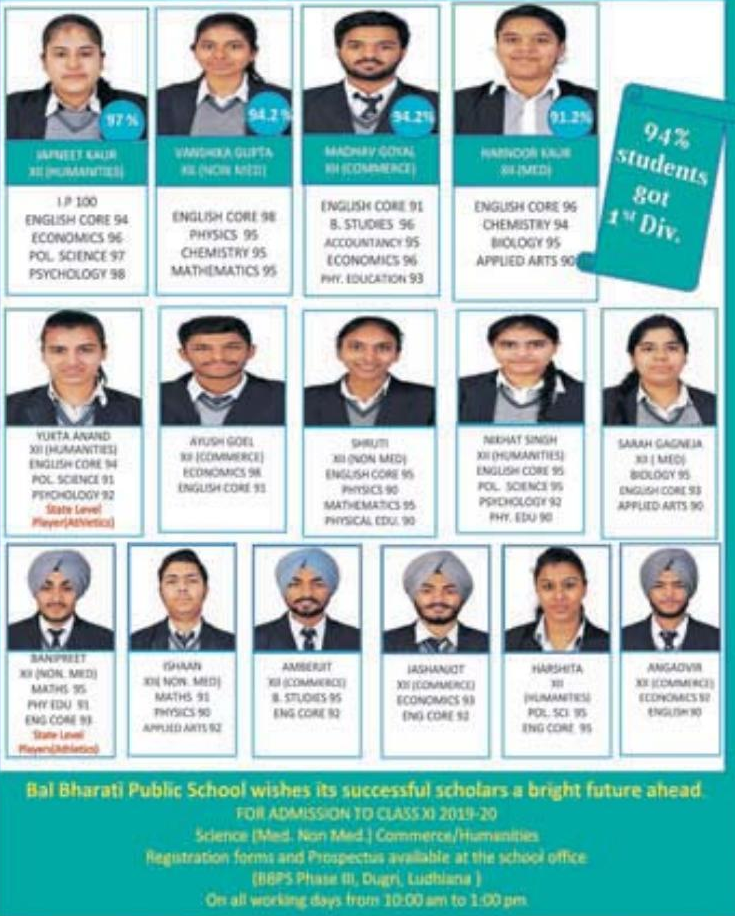 97 %
JAPNEET KAUR
XII (HUMANITIES)
I.P 100
ENGLISH CORE 94
ECONOMICS 96
POL. SCIENCE 97
PSYCHOLOGY 98
94.2 %
VANSHIKA GUPTA
XII (NON MED)
ENGLISH CORE 98
PHYSICS 95
CHEMISTRY 95
MATHEMATICS 95
94.2%
MADHAV GOYAL
XII (COMMERCE)
ENGLISH CORE 91
B. STUDIES 96
ACCOUNTANCY 95
ECONOMICS 96
PHY. EDUCATION 93
91.2%
HARNOOR KAUR
XII (MED)
ENGLISH CORE 96
CHEMISTRY 94
BIOLOGY 95
APPLIED ARTS 90
94%
students
got
1st Div.
YUKTA ANAND
XII (HUMANITIES)
ENGLISH CORE 94
POL. SCIENCE 91
PSYCHOLOGY 92
State Level
Player(Athletics)
AYUSH GOEL
XII (COMMERCE)
ECONOMICS 98
ENGLISH CORE 91
SHRUTI
XII (NON MED)
ENGLISH CORE 95
PHYSICS 90
MATHEMATICS 95
PHYSICAL EDU. 90
NIKHAT SINGH
XII (HUMANITIES)
ENGLISH CORE 95
POL. SCIENCE 95
PSYCHOLOGY 92
PHY. EDU 90
SARAH GAGNEJA
XII ( MED)
BIOLOGY 95
ENGLISH CORE 93
APPLIED ARTS 90
BANIPREET
XII (NON. MED)
MATHS 95
PHY EDU 91
ENG CORE 93
State Level
Players(Athletics)
ISHAAN
XII( NON. MED)
MATHS 91
PHYSICS 90
APPLIED ARTS 92
AMBERJIT
XII (COMMERCE)
B. STUDIES 95
ENG CORE 92
JASHANJOT
XII (COMMERCE)
ECONOMICS 93
ENG CORE 92
HARSHITA
XII
(HUMANITIES)
POL. SCI. 95
ENG CORE 95
ANGADVIR
XII (COMMERCE)
ECONOMICS 92
ENGLISH 90
Bal Bharati Public School wishes its successful scholars a bright future ahead.
FOR ADMISSION TO CLASS XI 2019-20
Science (Med. Non Med.) Commerce/Humanities
Registration forms and Prospectus available at the school office
(BBPS Phase III, Dugri, Ludhiana )
On all working days from 10:00 am to 1:00 pm